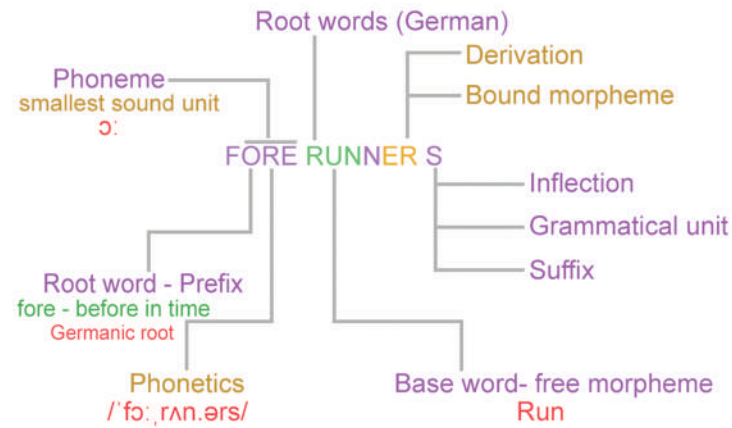 Root words (German)
Phoneme
smallest sound unit
ɔː
Derivation
Bound morpheme
FORE RUNNER S
Inflection
Grammatical unit
Suffix
Root word - Prefix
fore - before in time
Germanic root
Phonetics
/ˈfɔːˌrʌn.ərs/
Base word- free morpheme
Run